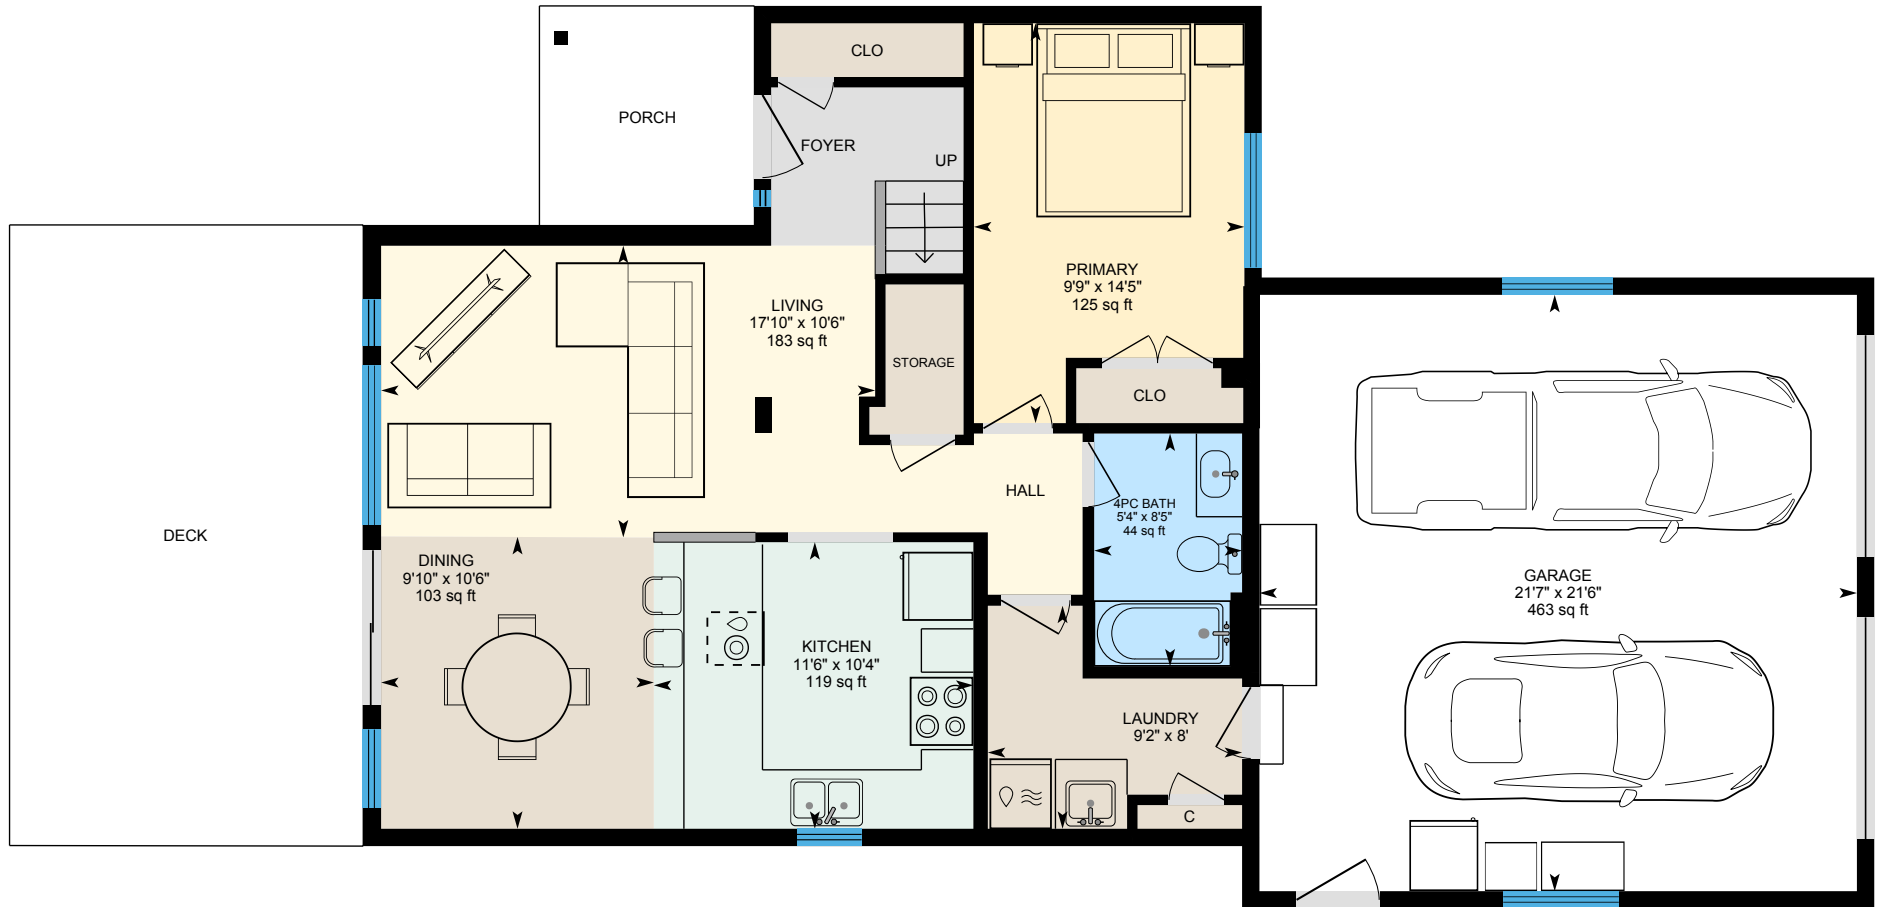 CLO
PORCH
FOYER
UP
PRIMARY
9'9" x 14'5"
125 sq ft
LIVING
17'10" x 10'6"
183 sq ft
STORAGE
CLO
HALL
4PC BATH
5'4" x 8'5"
44 sq ft
DECK
DINING
9'10" x 10'6"
103 sq ft
KITCHEN
11'6" x 10'4"
119 sq ft
GARAGE
21'7" x 21'6"
463 sq ft
LAUNDRY
9'2" x 8'
C